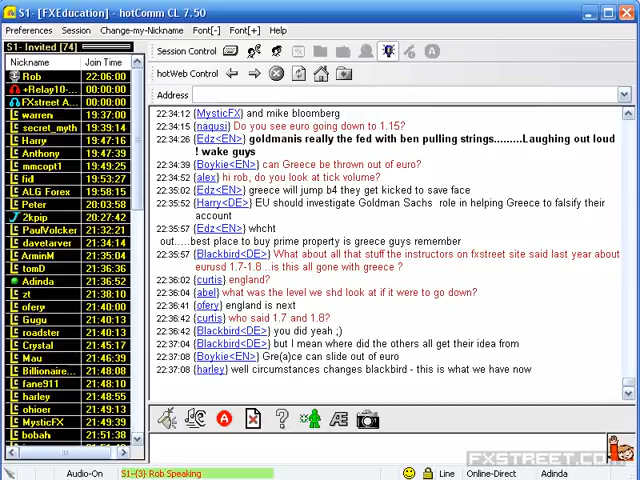 S1- [FXEducation] - hotComm CL 7.50
Preferences Session Change-my-Nickname Font[-] Font[+] Help
S1- Invited (74)
Session Control
Nickname Join Time
hotWeb Control
Address
Rob 22:06:00
+Relay10-... 00:00:00
FXstreet A... 00:00:00
warren 19:37:00
secret_myth 19:39:14
Harry 19:47:16
Anthony 19:47:35
mmcopt1 19:49:25
fid 19:53:27
ALG Forex 19:58:15
Peter 20:03:58
2kpip 20:27:42
PaulVolcker 21:32:21
davetarver 21:34:14
ArminM 21:35:04
tomD 21:36:36
Adinda 21:36:52
zt 21:38:10
ofery 21:40:00
Gugu 21:40:13
roadster 21:43:33
Crystal 21:45:17
Mau 21:46:39
Billionaire... 21:48:07
fane911 21:48:10
harley 21:48:55
ohioer 21:49:13
MysticFX 21:49:41
bobah 21:51:38
22:34:12 {MysticFX} and mike bloomberg
22:34:15 {naqusi} Do you see euro going down to 1.15?
22:34:26 {Edz<EN>} goldmanis really the fed with ben pulling strings.........Laughing out loud
! wake guys
22:34:39 {Boykie<EN>} can Greece be thrown out of euro?
22:34:52 {alex} hi rob, do you look at tick volume?
22:35:02 {Edz<EN>} greece will jump b4 they get kicked to save face
22:35:52 {Harry<DE>} EU should investigate Goldman Sachs role in helping Greece to falsify their
account
22:35:57 {Edz<EN>} whcht
out.....best place to buy prime property is greece guys remember
22:35:57 {Blackbird<DE>} What about all that stuff the instructors on fxstreet site said last year about
eurusd 1.7-1.8 ..is this all gone with greece ?
22:36:02 {curtis} england?
22:36:04 {abel} what was the level we shd look at if it were to go down?
22:36:41 {ofery} england is next
22:36:42 {curtis} who said 1.7 and 1.8?
22:36:42 {Blackbird<DE>} you did yeah ;)
22:37:04 {Blackbird<DE>} but I mean where did the others all get their idea from
22:37:08 {Boykie<EN>} Gre(a)ce can slide out of euro
22:37:08 {harley} well circumstances changes blackbird - this is what we have now
FXSTREET.COM
Audio-On S1-{3} Rob Speaking Line Online-Direct Adinda